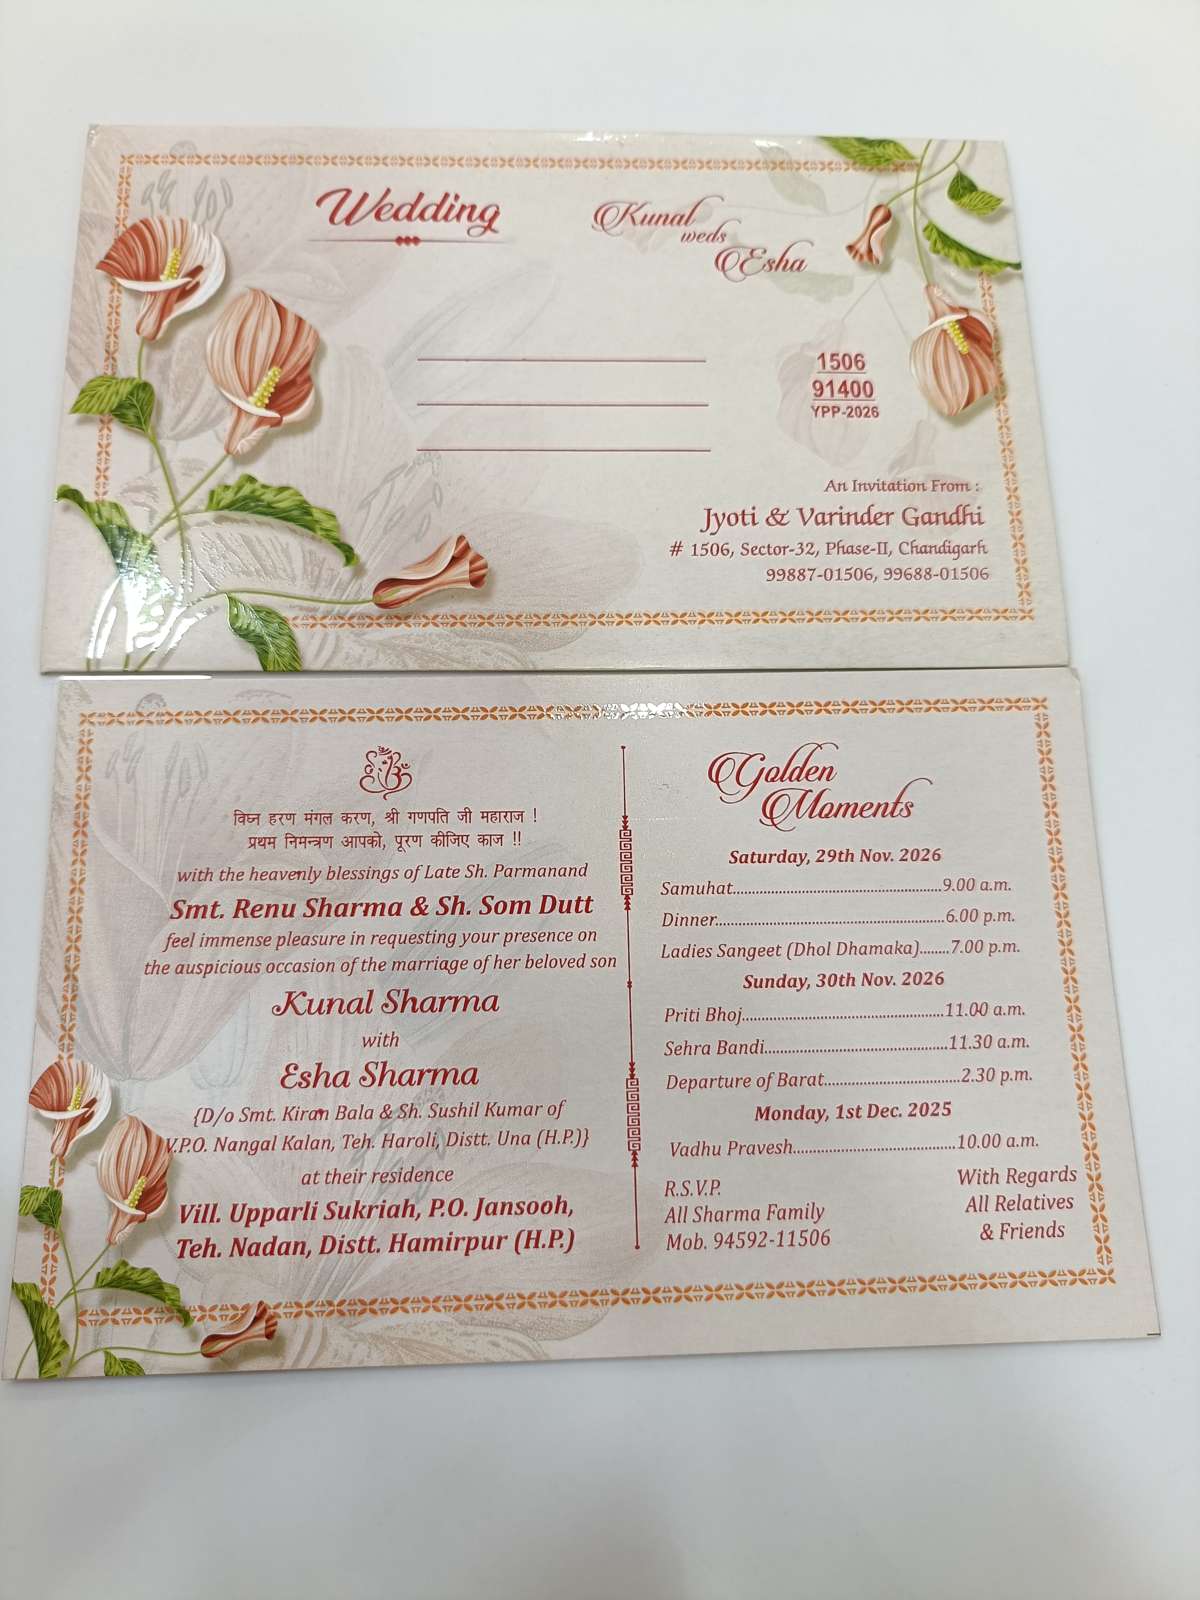 Wedding
Kunal
weds
Esha
1506
91400
YPP-2026
An Invitation From :
Jyoti & Varinder Gandhi
# 1506, Sector-32, Phase-II, Chandigarh
99887-01506, 99688-01506
विघ्न हरण मंगल करण, श्री गणपति जी महाराज !
प्रथम निमन्त्रण आपको, पूरण कीजिए काज !!
with the heavenly blessings of Late Sh. Parmanand
Smt. Renu Sharma & Sh. Som Dutt
feel immense pleasure in requesting your presence on
the auspicious occasion of the marriage of her beloved son
Kunal Sharma
with
Esha Sharma
{D/o Smt. Kiran Bala & Sh. Sushil Kumar of
V.P.O. Nangal Kalan, Teh. Haroli, Distt. Una (H.P.)}
at their residence
Vill. Upparli Sukriah, P.O. Jansooh,
Teh. Nadan, Distt. Hamirpur (H.P.)
Golden
Moments
Saturday, 29th Nov. 2026
Samuhat.................................................9.00 a.m.
Dinner.....................................................6.00 p.m.
Ladies Sangeet (Dhol Dhamaka)........7.00 p.m.
Sunday, 30th Nov. 2026
Priti Bhoj................................................11.00 a.m.
Sehra Bandi...........................................11.30 a.m.
Departure of Barat................................2.30 p.m.
Monday, 1st Dec. 2025
Vadhu Pravesh......................................10.00 a.m.
R.S.V.P.
All Sharma Family
Mob. 94592-11506
With Regards
All Relatives
& Friends